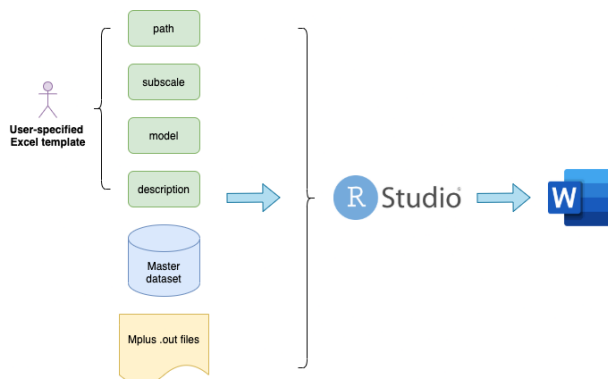 path
subscale
User-specified
Excel template
model
description
R Studio®
W
Master
dataset
Mplus .out files